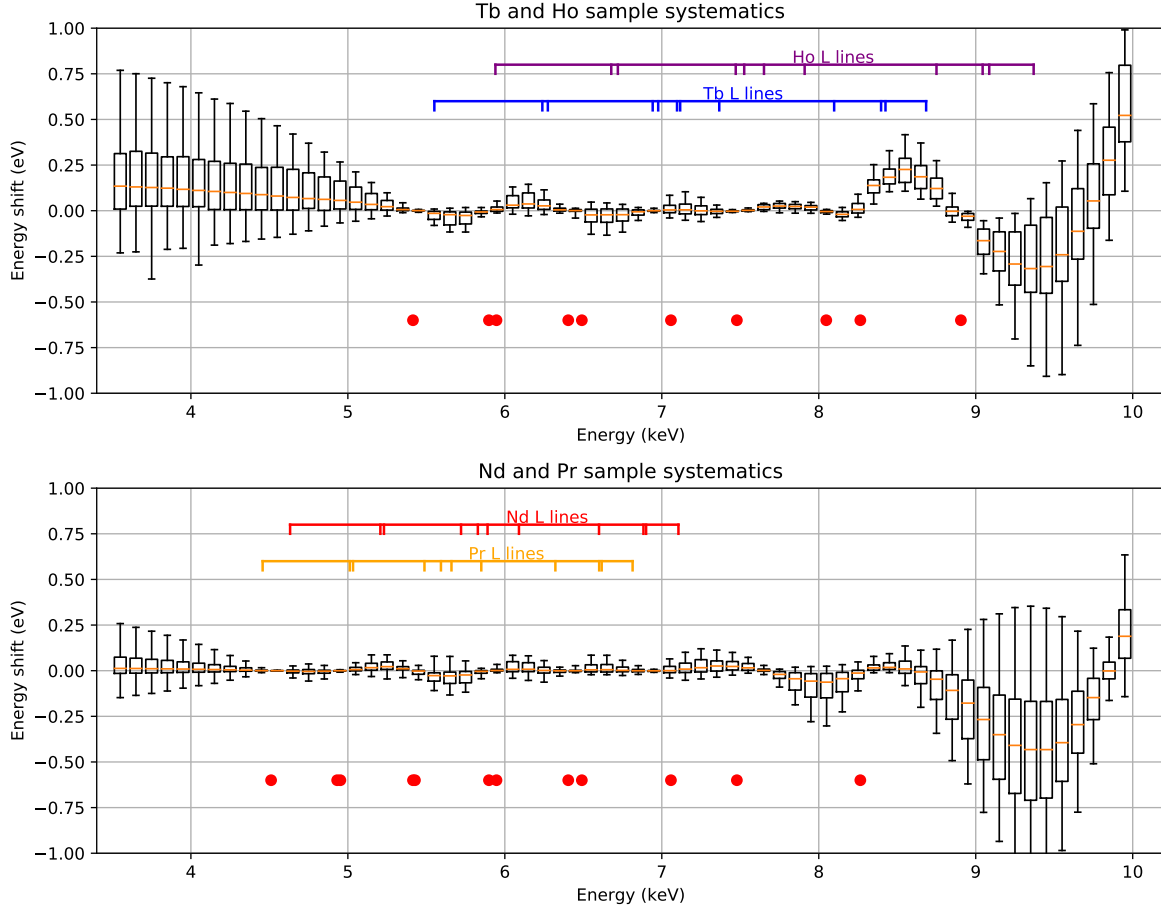 Tb and Ho sample systematics
Energy shift (eV)
1.00
0.75
0.50
0.25
0.00
−0.25
−0.50
−0.75
−1.00
Ho L lines
Tb L lines
4 5 6 7 8 9 10
Energy (keV)
Nd and Pr sample systematics
Energy shift (eV)
1.00
0.75
0.50
0.25
0.00
−0.25
−0.50
−0.75
−1.00
Nd L lines
Pr L lines
4 5 6 7 8 9 10
Energy (keV)